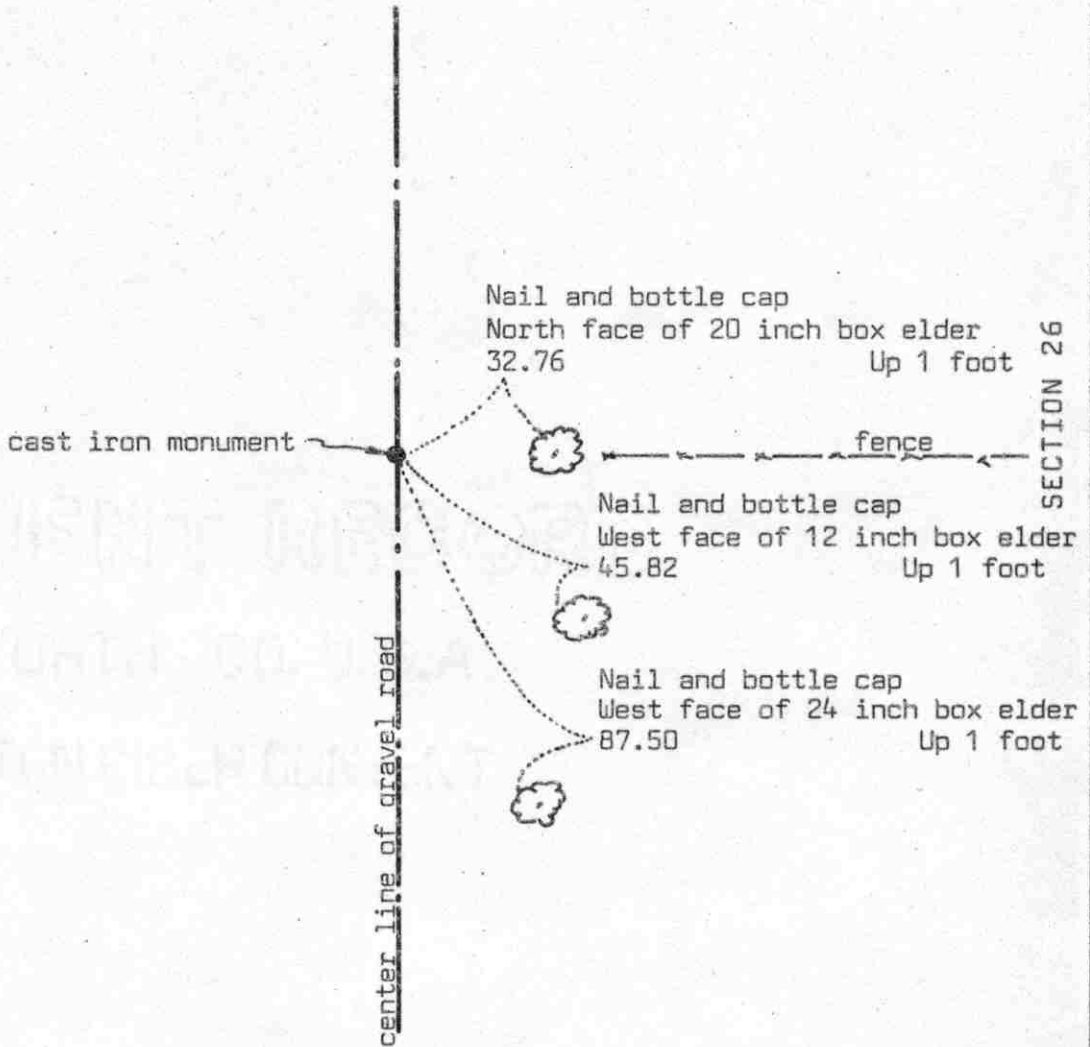 Nail and bottle cap
North face of 20 inch box elder
32.76 Up 1 foot
SECTION 26
cast iron monument
fence
Nail and bottle cap
West face of 12 inch box elder
45.82 Up 1 foot
Nail and bottle cap
West face of 24 inch box elder
87.50 Up 1 foot
center line of gravel road